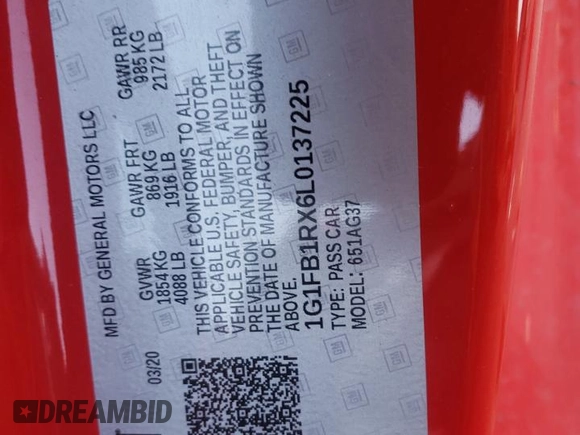 MFD BY GENERAL MOTORS LLC
03/20
GVWR
1854 KG
4088 LB
GAWR FRT
869 KG
1916 LB
GAWR RR
985 KG
2172 LB
THIS VEHICLE CONFORMS TO ALL
APPLICABLE U.S. FEDERAL MOTOR
VEHICLE SAFETY, BUMPER, AND THEFT
PREVENTION STANDARDS IN EFFECT ON
THE DATE OF MANUFACTURE SHOWN
ABOVE.
1G1FB1RX6L0137225
TYPE: PASS CAR
MODEL: 651AG37
DREAMBID